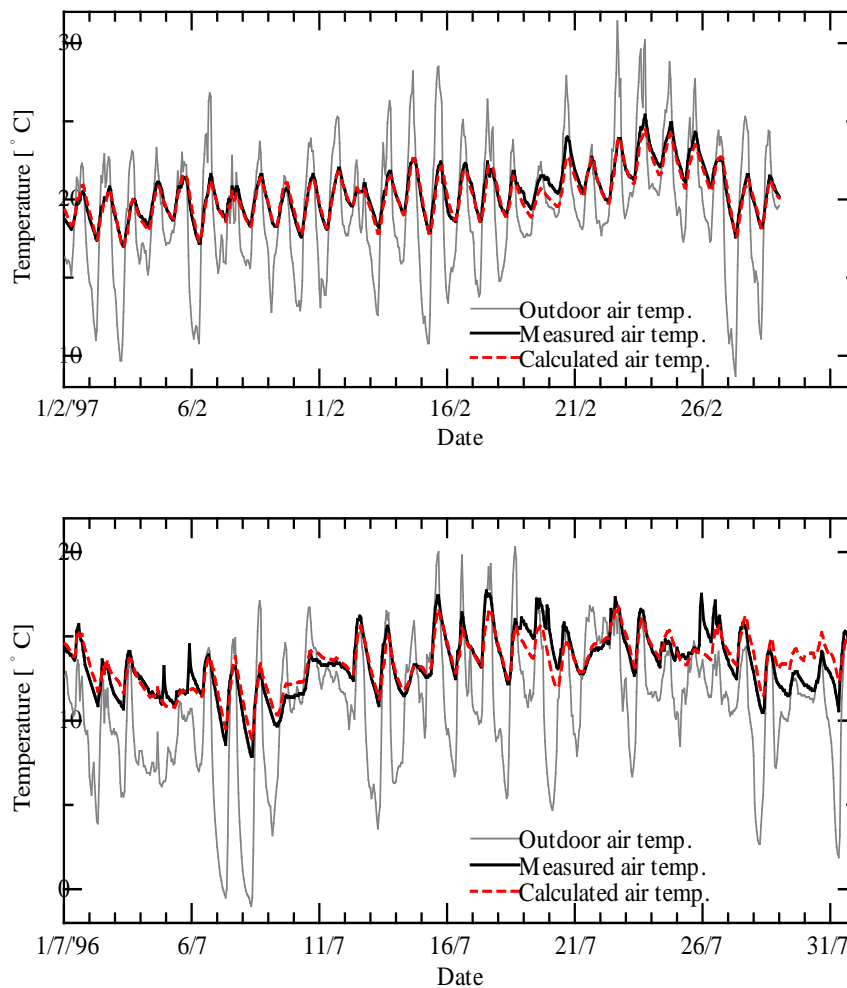 30
20
10
Temperature [ ° C]
Outdoor air temp.
Measured air temp.
Calculated air temp.
1/2/'97 6/2 11/2 16/2 21/2 26/2
Date
20
10
0
Temperature [ ° C]
Outdoor air temp.
Measured air temp.
Calculated air temp.
1/7/'96 6/7 11/7 16/7 21/7 26/7 31/7
Date